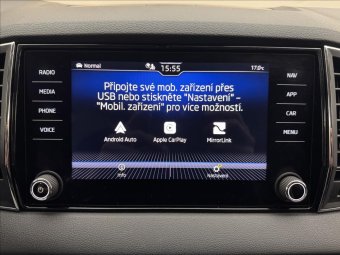 Normal
15:55
17.0°C
RADIO
MEDIA
PHONE
VOICE
Připojte své mob. zařízení přes
USB nebo stiskněte "Nastavení" –
"Mobil. zařízení" pro více možností.
Android Auto
Apple CarPlay
MirrorLink
Info
Nastavení
NAV
APP
CAR
MENU